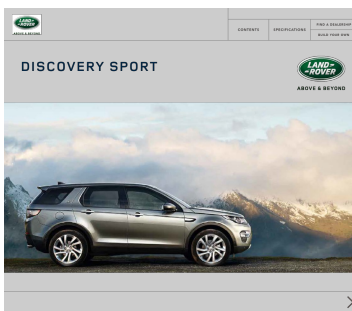 LAND-
-ROVER
ABOVE & BEYOND
CONTENTS
SPECIFICATIONS
FIND A DEALERSHIP
BUILD YOUR OWN
DISCOVERY SPORT
LAND-
-ROVER
ABOVE & BEYOND